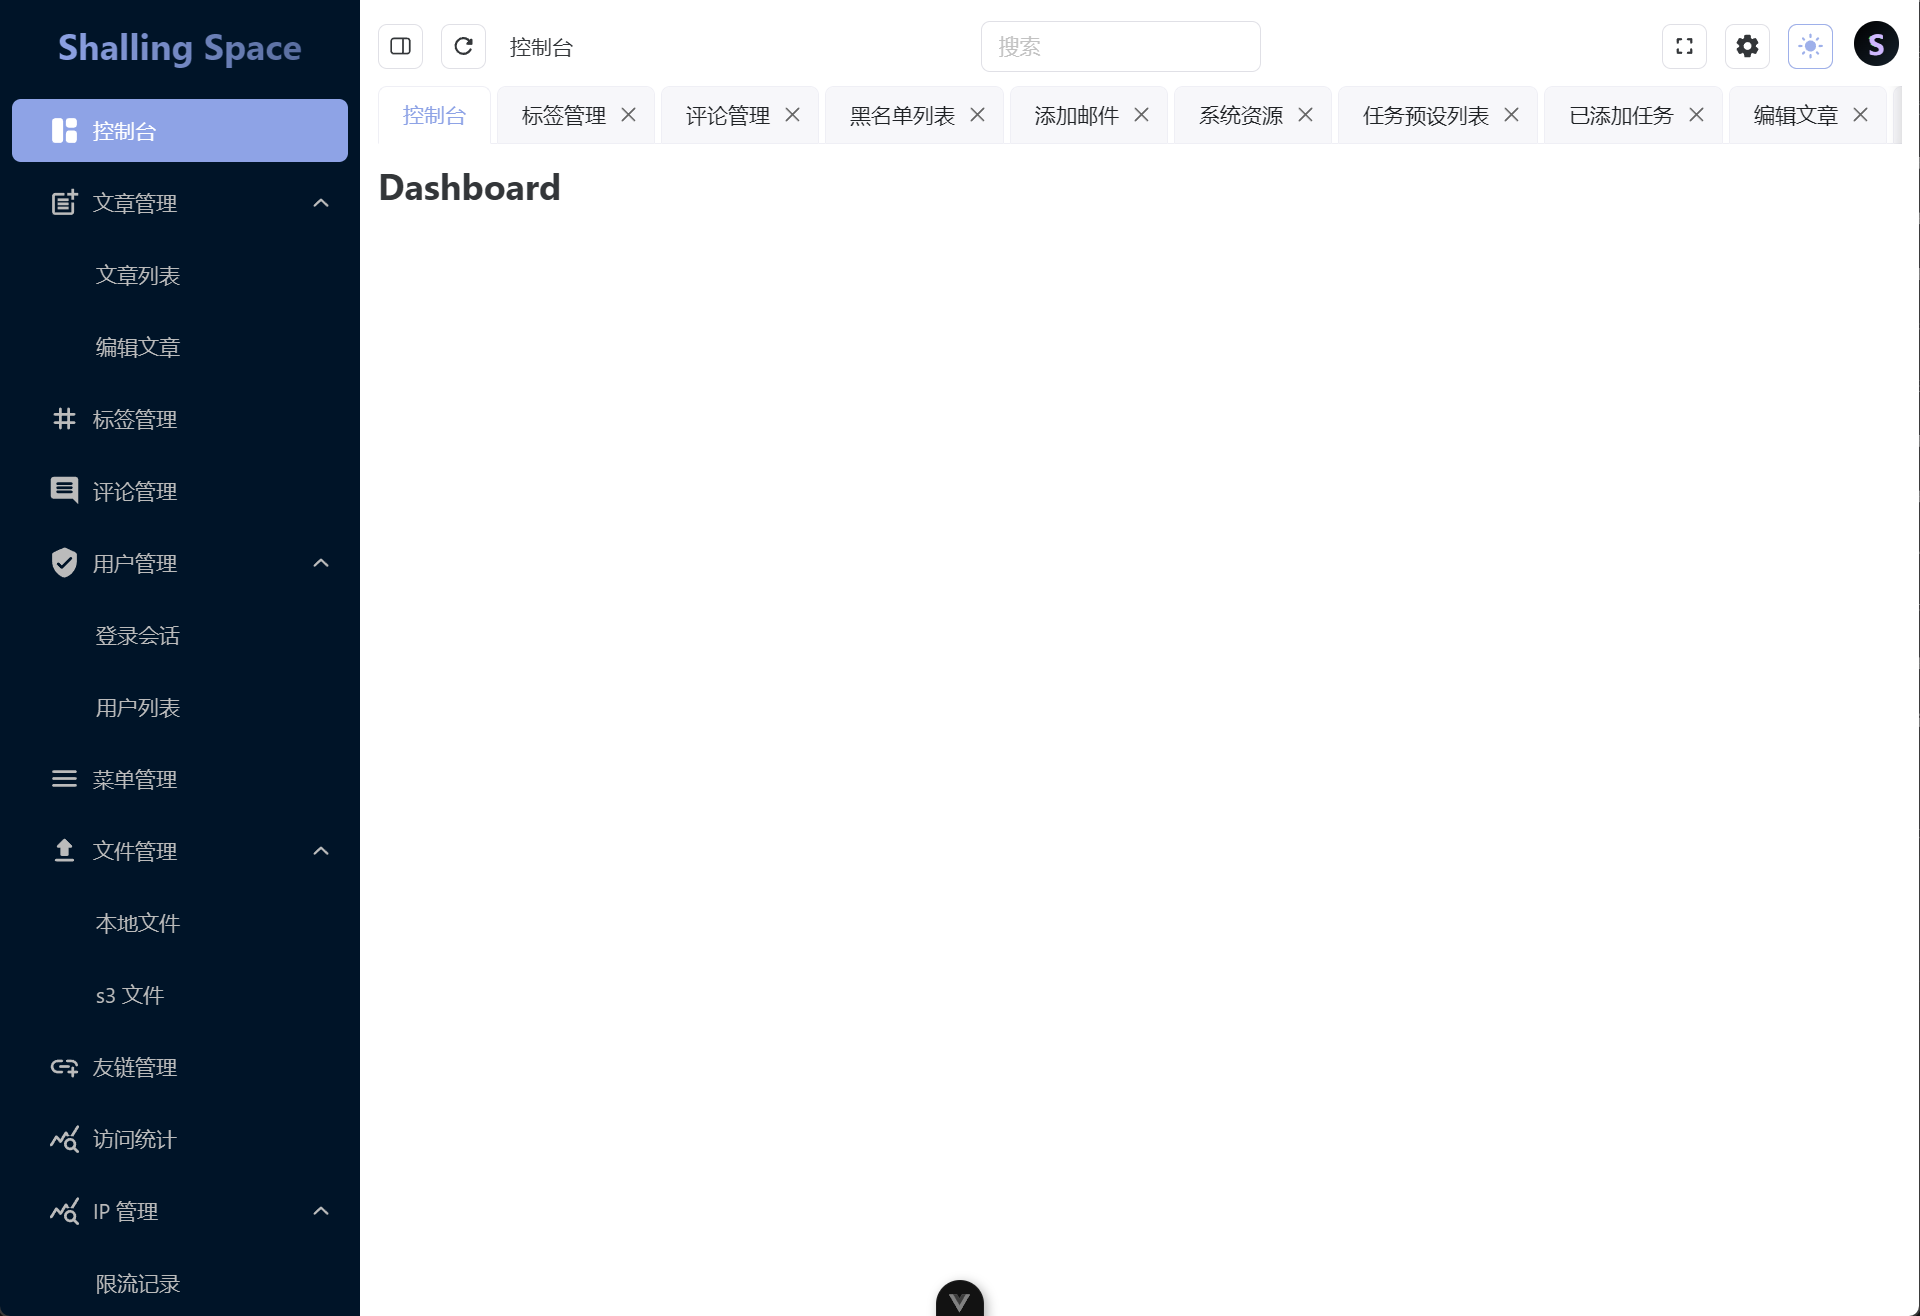 Shalling Space
控制台
文章管理
文章列表
编辑文章
标签管理
评论管理
用户管理
登录会话
用户列表
菜单管理
文件管理
本地文件
s3 文件
友链管理
访问统计
IP 管理
限流记录
控制台
搜索
S
控制台 标签管理 评论管理 黑名单列表 添加邮件 系统资源 任务预设列表 已添加任务 编辑文章
Dashboard